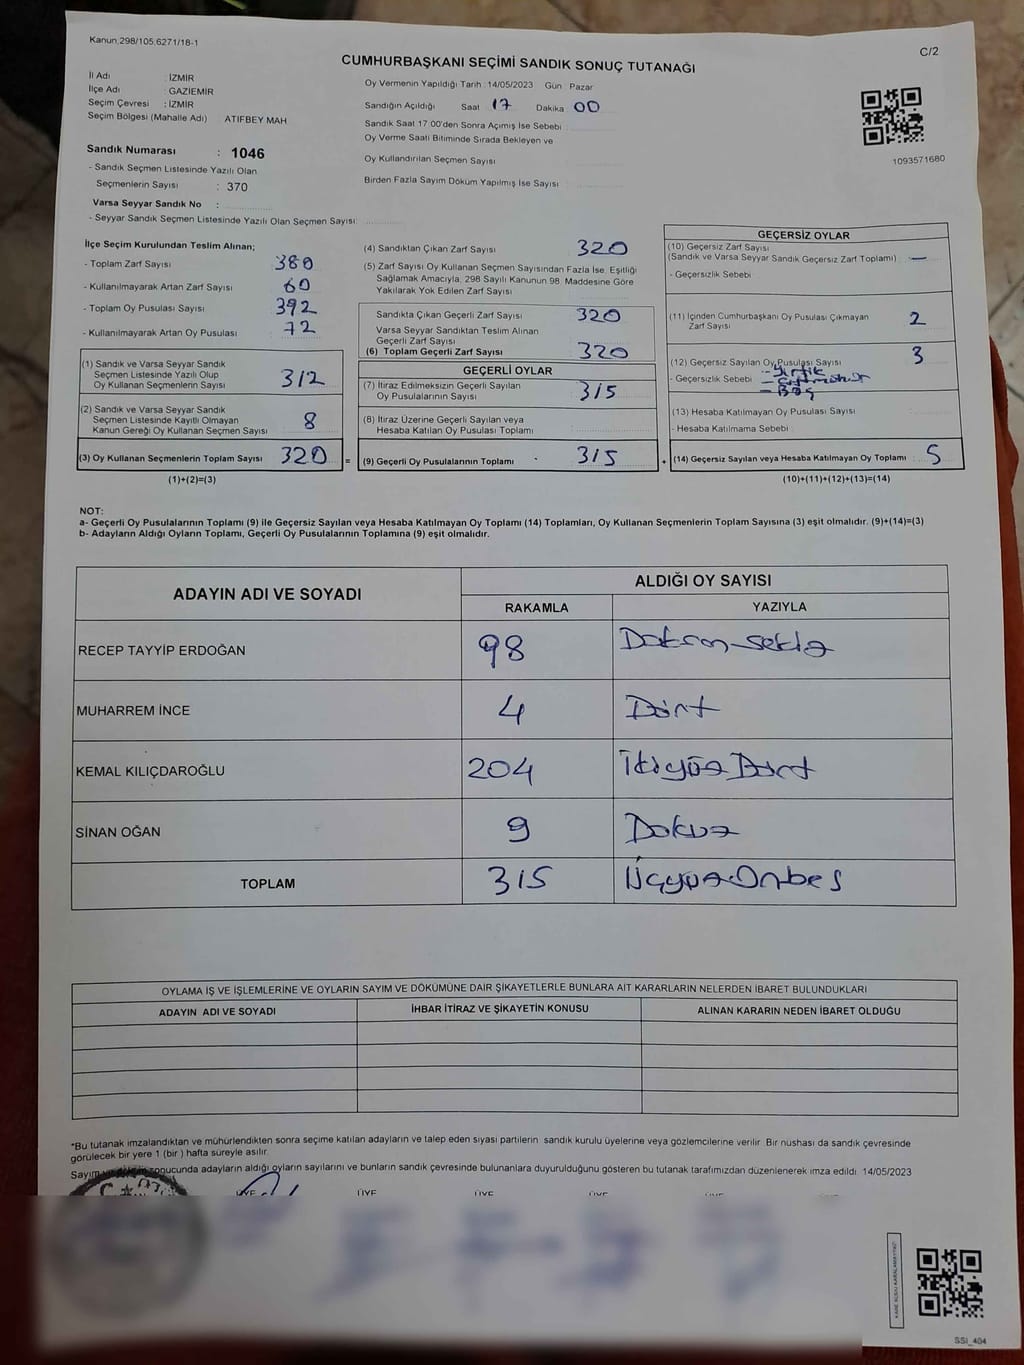 Kanun;298/105,6271/18-1
C/2
CUMHURBAŞKANI SEÇİMİ SANDIK SONUÇ TUTANAĞI
İl Adı : İZMİR
İlçe Adı : GAZİEMİR
Seçim Çevresi : İZMİR
Seçim Bölgesi (Mahalle Adı) ATIFBEY MAH
Sandık Numarası : 1046
- Sandık Seçmen Listesinde Yazılı Olan
Seçmenlerin Sayısı : 370
Varsa Seyyar Sandık No :
- Seyyar Sandık Seçmen Listesinde Yazılı Olan Seçmen Sayısı:
Oy Vermenin Yapıldığı Tarih :14/05/2023 Gün Pazar
Sandığın Açıldığı Saat 17 Dakika 00
Sandık Saat 17:00'den Sonra Açımış İse Sebebi
Oy Verme Saati Bitiminde Sırada Bekleyen ve
Oy Kullandırılan Seçmen Sayısı
Birden Fazla Sayım Döküm Yapılmış İse Sayısı
1093571680
İlçe Seçim Kurulundan Teslim Alınan;
- Toplam Zarf Sayısı 380
- Kullanılmayarak Artan Zarf Sayısı 60
- Toplam Oy Pusulası Sayısı 392
- Kullanılmayarak Artan Oy Pusulası 72
(1) Sandık ve Varsa Seyyar Sandık
Seçmen Listesinde Yazılı Olup
Oy Kullanan Seçmenlerin Sayısı 312
(2) Sandık ve Varsa Seyyar Sandık
Seçmen Listesinde Kayıtlı Olmayan
Kanun Gereği Oy Kullanan Seçmen Sayısı 8
(3) Oy Kullanan Seçmenlerin Toplam Sayısı 320 =
(1)+(2)=(3)
(4) Sandıktan Çıkan Zarf Sayısı 320
(5) Zarf Sayısı Oy Kullanan Seçmen Sayısından Fazla İse, Eşitliği
Sağlamak Amacıyla, 298 Sayılı Kanunun 98. Maddesine Göre
Yakılarak Yok Edilen Zarf Sayısı
Sandıkta Çıkan Geçerli Zarf Sayısı 320
Varsa Seyyar Sandıktan Teslim Alınan
Geçerli Zarf Sayısı
(6) Toplam Geçerli Zarf Sayısı 320
GEÇERLİ OYLAR
(7) İtiraz Edilmeksizin Geçerli Sayılan
Oy Pusulalarının Sayısı 315
(8) İtiraz Üzerine Geçerli Sayılan veya
Hesaba Katılan Oy Pusulası Toplamı
(9) Geçerli Oy Pusulalarının Toplamı 315 +
GEÇERSİZ OYLAR
(10) Geçersiz Zarf Sayısı
(Sandık ve Varsa Seyyar Sandık Geçersiz Zarf Toplamı) —
- Geçersizlik Sebebi
(11) İçinden Cumhurbaşkanı Oy Pusulası Çıkmayan
Zarf Sayısı 2
(12) Geçersiz Sayılan Oy Pusulası Sayısı 3
- Geçersizlik Sebebi - Yırtık
- Boş
(13) Hesaba Katılmayan Oy Pusulası Sayısı
- Hesaba Katılmama Sebebi
(14) Geçersiz Sayılan veya Hesaba Katılmayan Oy Toplamı 5
(10)+(11)+(12)+(13)=(14)
NOT:
a- Geçerli Oy Pusulalarının Toplamı (9) ile Geçersiz Sayılan veya Hesaba Katılmayan Oy Toplamı (14) Toplamları, Oy Kullanan Seçmenlerin Toplam Sayısına (3) eşit olmalıdır. (9)+(14)=(3)
b- Adayların Aldığı Oyların Toplamı, Geçerli Oy Pusulalarının Toplamına (9) eşit olmalıdır.
ADAYIN ADI VE SOYADI
ALDIĞI OY SAYISI
RAKAMLA YAZIYLA
RECEP TAYYİP ERDOĞAN 98 Doksan sekiz
MUHARREM İNCE 4 Dört
KEMAL KILIÇDAROĞLU 204 İkiyüz Dört
SİNAN OĞAN 9 Dokuz
TOPLAM 315 Üçyüz Onbeş
OYLAMA İŞ VE İŞLEMLERİNE VE OYLARIN SAYIM VE DÖKÜMÜNE DAİR ŞİKAYETLERLE BUNLARA AİT KARARLARIN NELERDEN İBARET BULUNDUKLARI
ADAYIN ADI VE SOYADI İHBAR İTİRAZ VE ŞİKAYETİN KONUSU ALINAN KARARIN NEDEN İBARET OLDUĞU
*Bu tutanak imzalandıktan ve mühürlendikten sonra seçime katılan adayların ve talep eden siyasi partilerin sandık kurulu üyelerine veya gözlemcilerine verilir. Bir nüshası da sandık çevresinde
görülecek bir yere 1 (bir ) hafta süreyle asılır.
sonucunda adayların aldığı oyların sayılarını ve bunların sandık çevresinde bulunanlara duyurulduğunu gösteren bu tutanak tarafımızdan düzenlenerek imza edildi. 14/05/2023
ÜYE ÜYE ÜYE ÜYE
SSİ_404